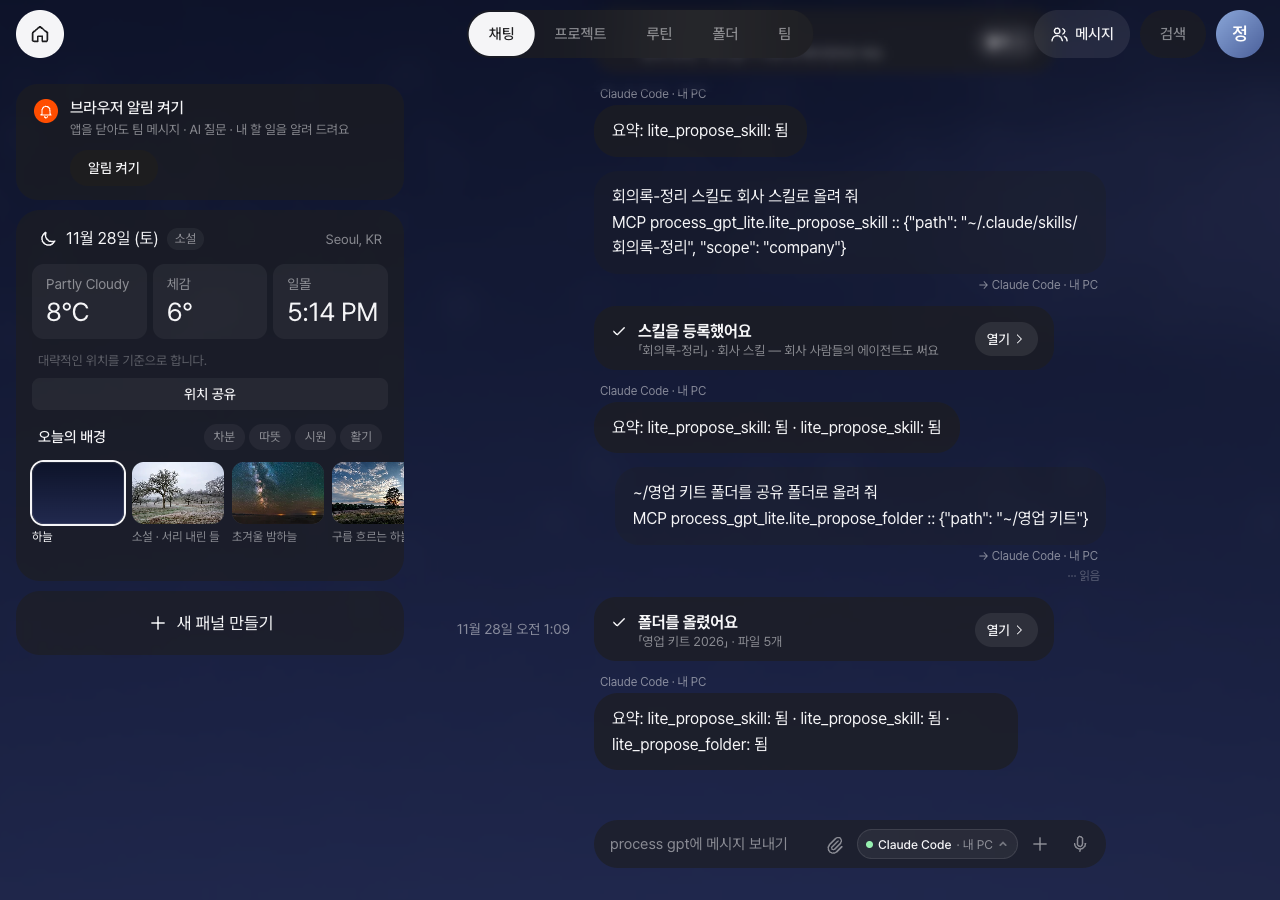 채팅
프로젝트
루틴
폴더
팀
메시지
검색
정
브라우저 알림 켜기
앱을 닫아도 팀 메시지 · AI 질문 · 내 할 일을 알려 드려요
알림 켜기
11월 28일 (토)
소설
Seoul, KR
Partly Cloudy
8°C
체감
6°
일몰
5:14 PM
대략적인 위치를 기준으로 합니다.
위치 공유
오늘의 배경
차분
따뜻
시원
활기
하늘
소설 · 서리 내린 들
초겨울 밤하늘
구름 흐르는 하늘
새 패널 만들기
Claude Code · 내 PC
요약: lite_propose_skill: 됨
회의록-정리 스킬도 회사 스킬로 올려 줘
MCP process_gpt_lite.lite_propose_skill :: {"path": "~/.claude/skills/
회의록-정리", "scope": "company"}
→ Claude Code · 내 PC
스킬을 등록했어요
「회의록-정리」 · 회사 스킬 — 회사 사람들의 에이전트도 써요
열기
Claude Code · 내 PC
요약: lite_propose_skill: 됨 · lite_propose_skill: 됨
~/영업 키트 폴더를 공유 폴더로 올려 줘
MCP process_gpt_lite.lite_propose_folder :: {"path": "~/영업 키트"}
→ Claude Code · 내 PC
읽음
11월 28일 오전 1:09
폴더를 올렸어요
「영업 키트 2026」 · 파일 5개
열기
Claude Code · 내 PC
요약: lite_propose_skill: 됨 · lite_propose_skill: 됨 ·
lite_propose_folder: 됨
process gpt에 메시지 보내기
Claude Code · 내 PC